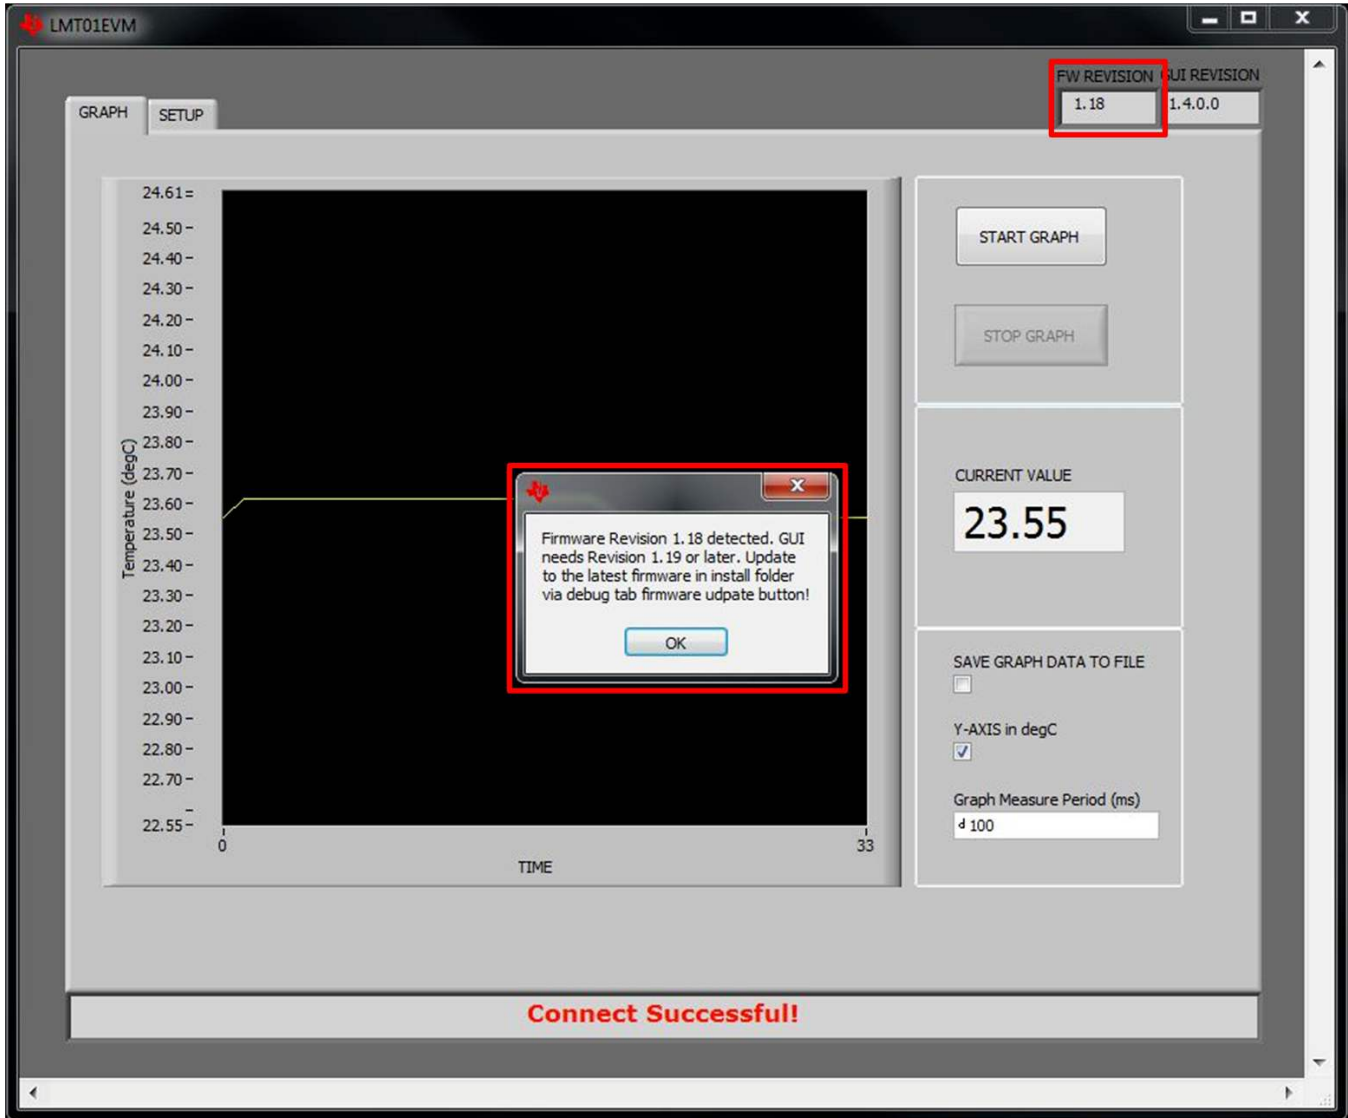 LMT01EVM
FW REVISION
GUI REVISION
1.18
1.4.0.0
GRAPH
SETUP
24.61
24.50
24.40
24.30
24.20
24.10
24.00
23.90
23.80
23.70
23.60
23.50
23.40
23.30
23.20
23.10
23.00
22.90
22.80
22.70
22.55
Temperature (degC)
0
33
TIME
Firmware Revision 1.18 detected. GUI
needs Revision 1.19 or later. Update
to the latest firmware in install folder
via debug tab firmware udpate button!
OK
START GRAPH
STOP GRAPH
CURRENT VALUE
23.55
SAVE GRAPH DATA TO FILE
Y-AXIS in degC
Graph Measure Period (ms)
d 100
Connect Successful!